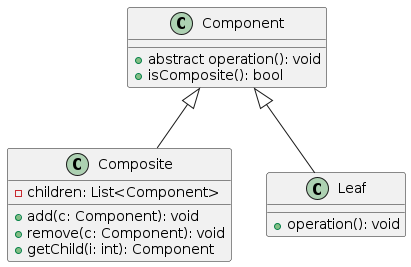 C Component
abstract operation(): void
isComposite(): bool
C Composite
children: List<Component>
add(c: Component): void
remove(c: Component): void
getChild(i: int): Component
C Leaf
operation(): void